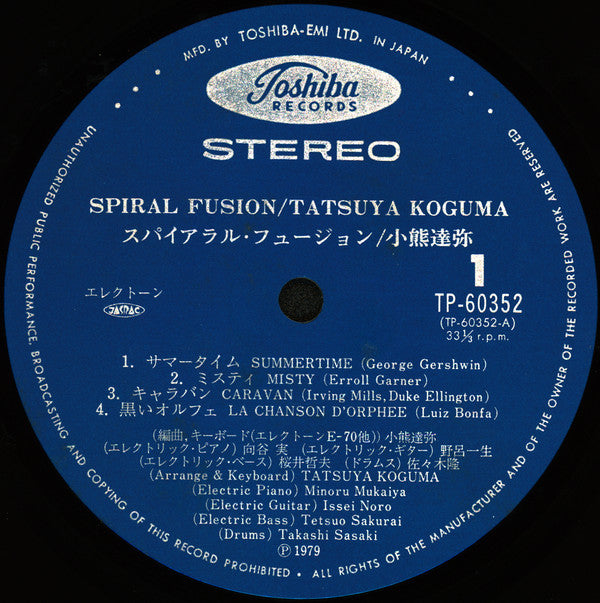 MFD. BY TOSHIBA-EMI LTD. IN JAPAN
Toshiba
RECORDS
STEREO
SPIRAL FUSION/TATSUYA KOGUMA
スパイアラル・フュージョン/小熊達弥
1
エレクトーン
JASRAC
TP-60352
(TP-60352-A)
33⅓ r.p.m.
1. サマータイム SUMMERTIME (George Gershwin)
2. ミスティ MISTY (Erroll Garner)
3. キャラバン CARAVAN (Irving Mills, Duke Ellington)
4. 黒いオルフェ LA CHANSON D'ORPHEE (Luiz Bonfa)
(編曲,キーボード(エレクトーンE-70他)) 小熊達弥
(エレクトリック・ピアノ) 向谷 実 (エレクトリック・ギター) 野呂一生
(エレクトリック・ベース) 桜井哲夫 (ドラムス) 佐々木隆
(Arrange & Keyboard) TATSUYA KOGUMA
(Electric Piano) Minoru Mukaiya
(Electric Guitar) Issei Noro
(Electric Bass) Tetsuo Sakurai
(Drums) Takashi Sasaki
Ⓟ 1979
UNAUTHORIZED PUBLIC PERFORMANCE, BROADCASTING AND COPYING OF THIS RECORD PROHIBITED • ALL RIGHTS OF THE MANUFACTURER AND OF THE OWNER OF THE RECORDED WORK ARE RESERVED